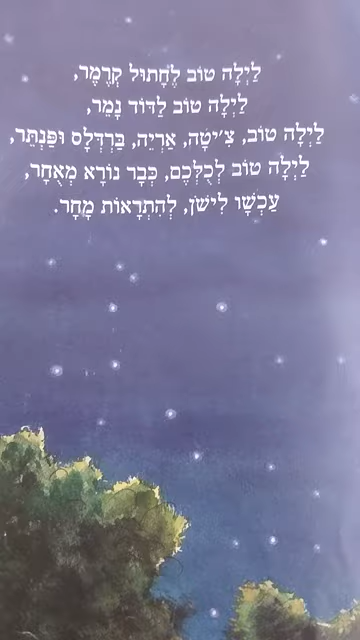 לַיְלָה טוֹב לֶחָתוּל קְרֶמֶר,
לַיְלָה טוֹב לַדּוֹד נָמֵר,
לַיְלָה טוֹב, צִ'יטָה, אַרְיֵה, בַּרְדְּלָס וּפַּנְתֵּר,
לַיְלָה טוֹב לְכֻלְּכֶם, כְּבָר נוֹרָא מְאֻחָר,
עַכְשָׁו לִישֹׁן, לְהִתְרָאוֹת מָחָר.